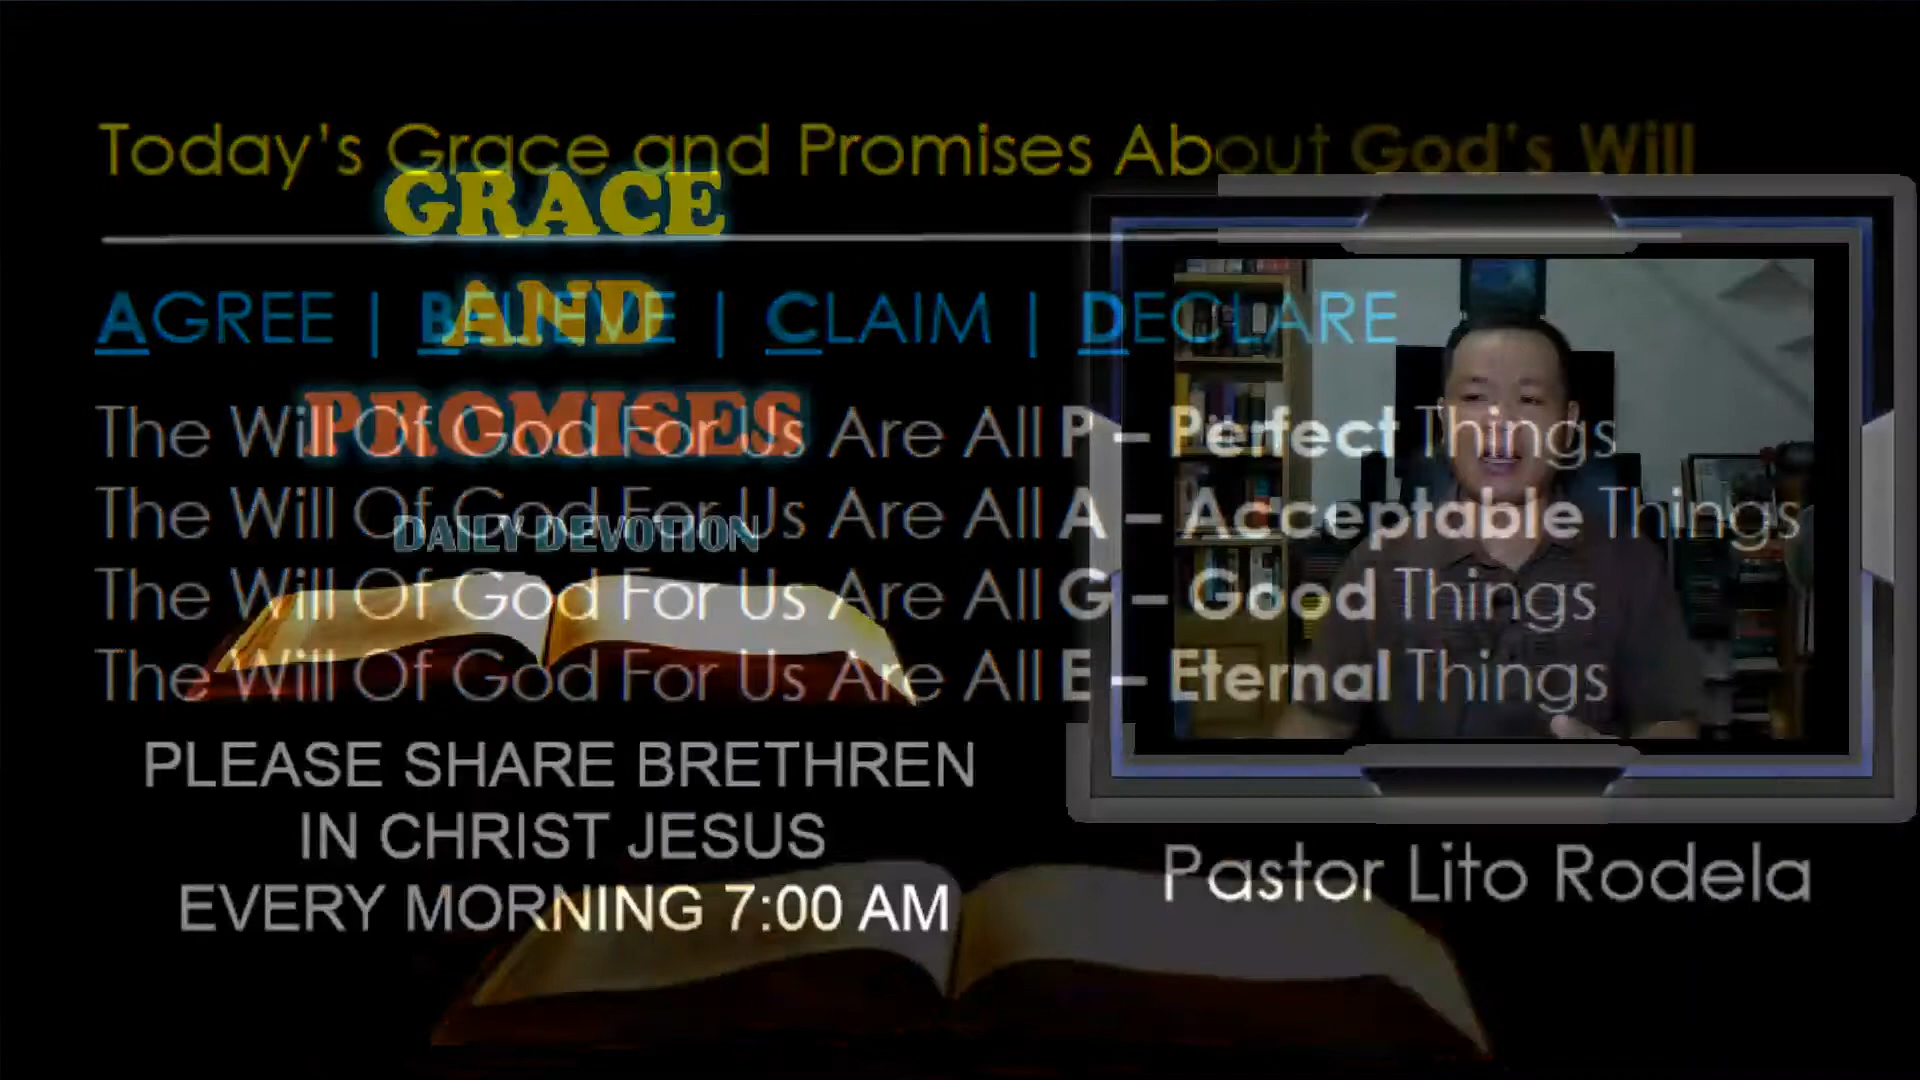 Today's Grace and Promises About God's Will
GRACE
AND
PROMISES
DAILY DEVOTION
AGREE | BELIEVE | CLAIM | DECLARE
The Will Of God For Us Are All P – Perfect Things
The Will Of God For Us Are All A – Acceptable Things
The Will Of God For Us Are All G – Good Things
The Will Of God For Us Are All E – Eternal Things
PLEASE SHARE BRETHREN
IN CHRIST JESUS
EVERY MORNING 7:00 AM
Pastor Lito Rodela